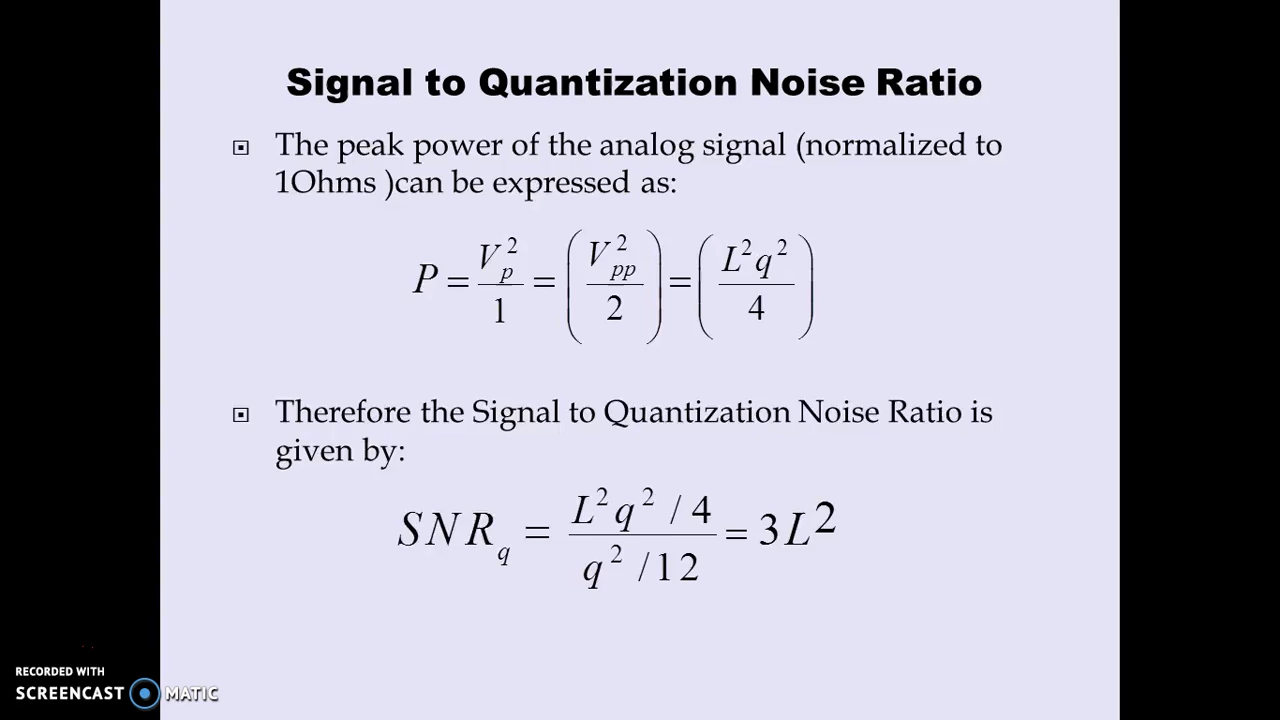 Signal to Quantization Noise Ratio
The peak power of the analog signal (normalized to
1Ohms )can be expressed as:
P = V_p^2 / 1 = (V_pp^2 / 2) = (L^2 q^2 / 4)
Therefore the Signal to Quantization Noise Ratio is
given by:
SNR_q = (L^2 q^2 / 4) / (q^2 / 12) = 3L^2
RECORDED WITH
SCREENCAST MATIC